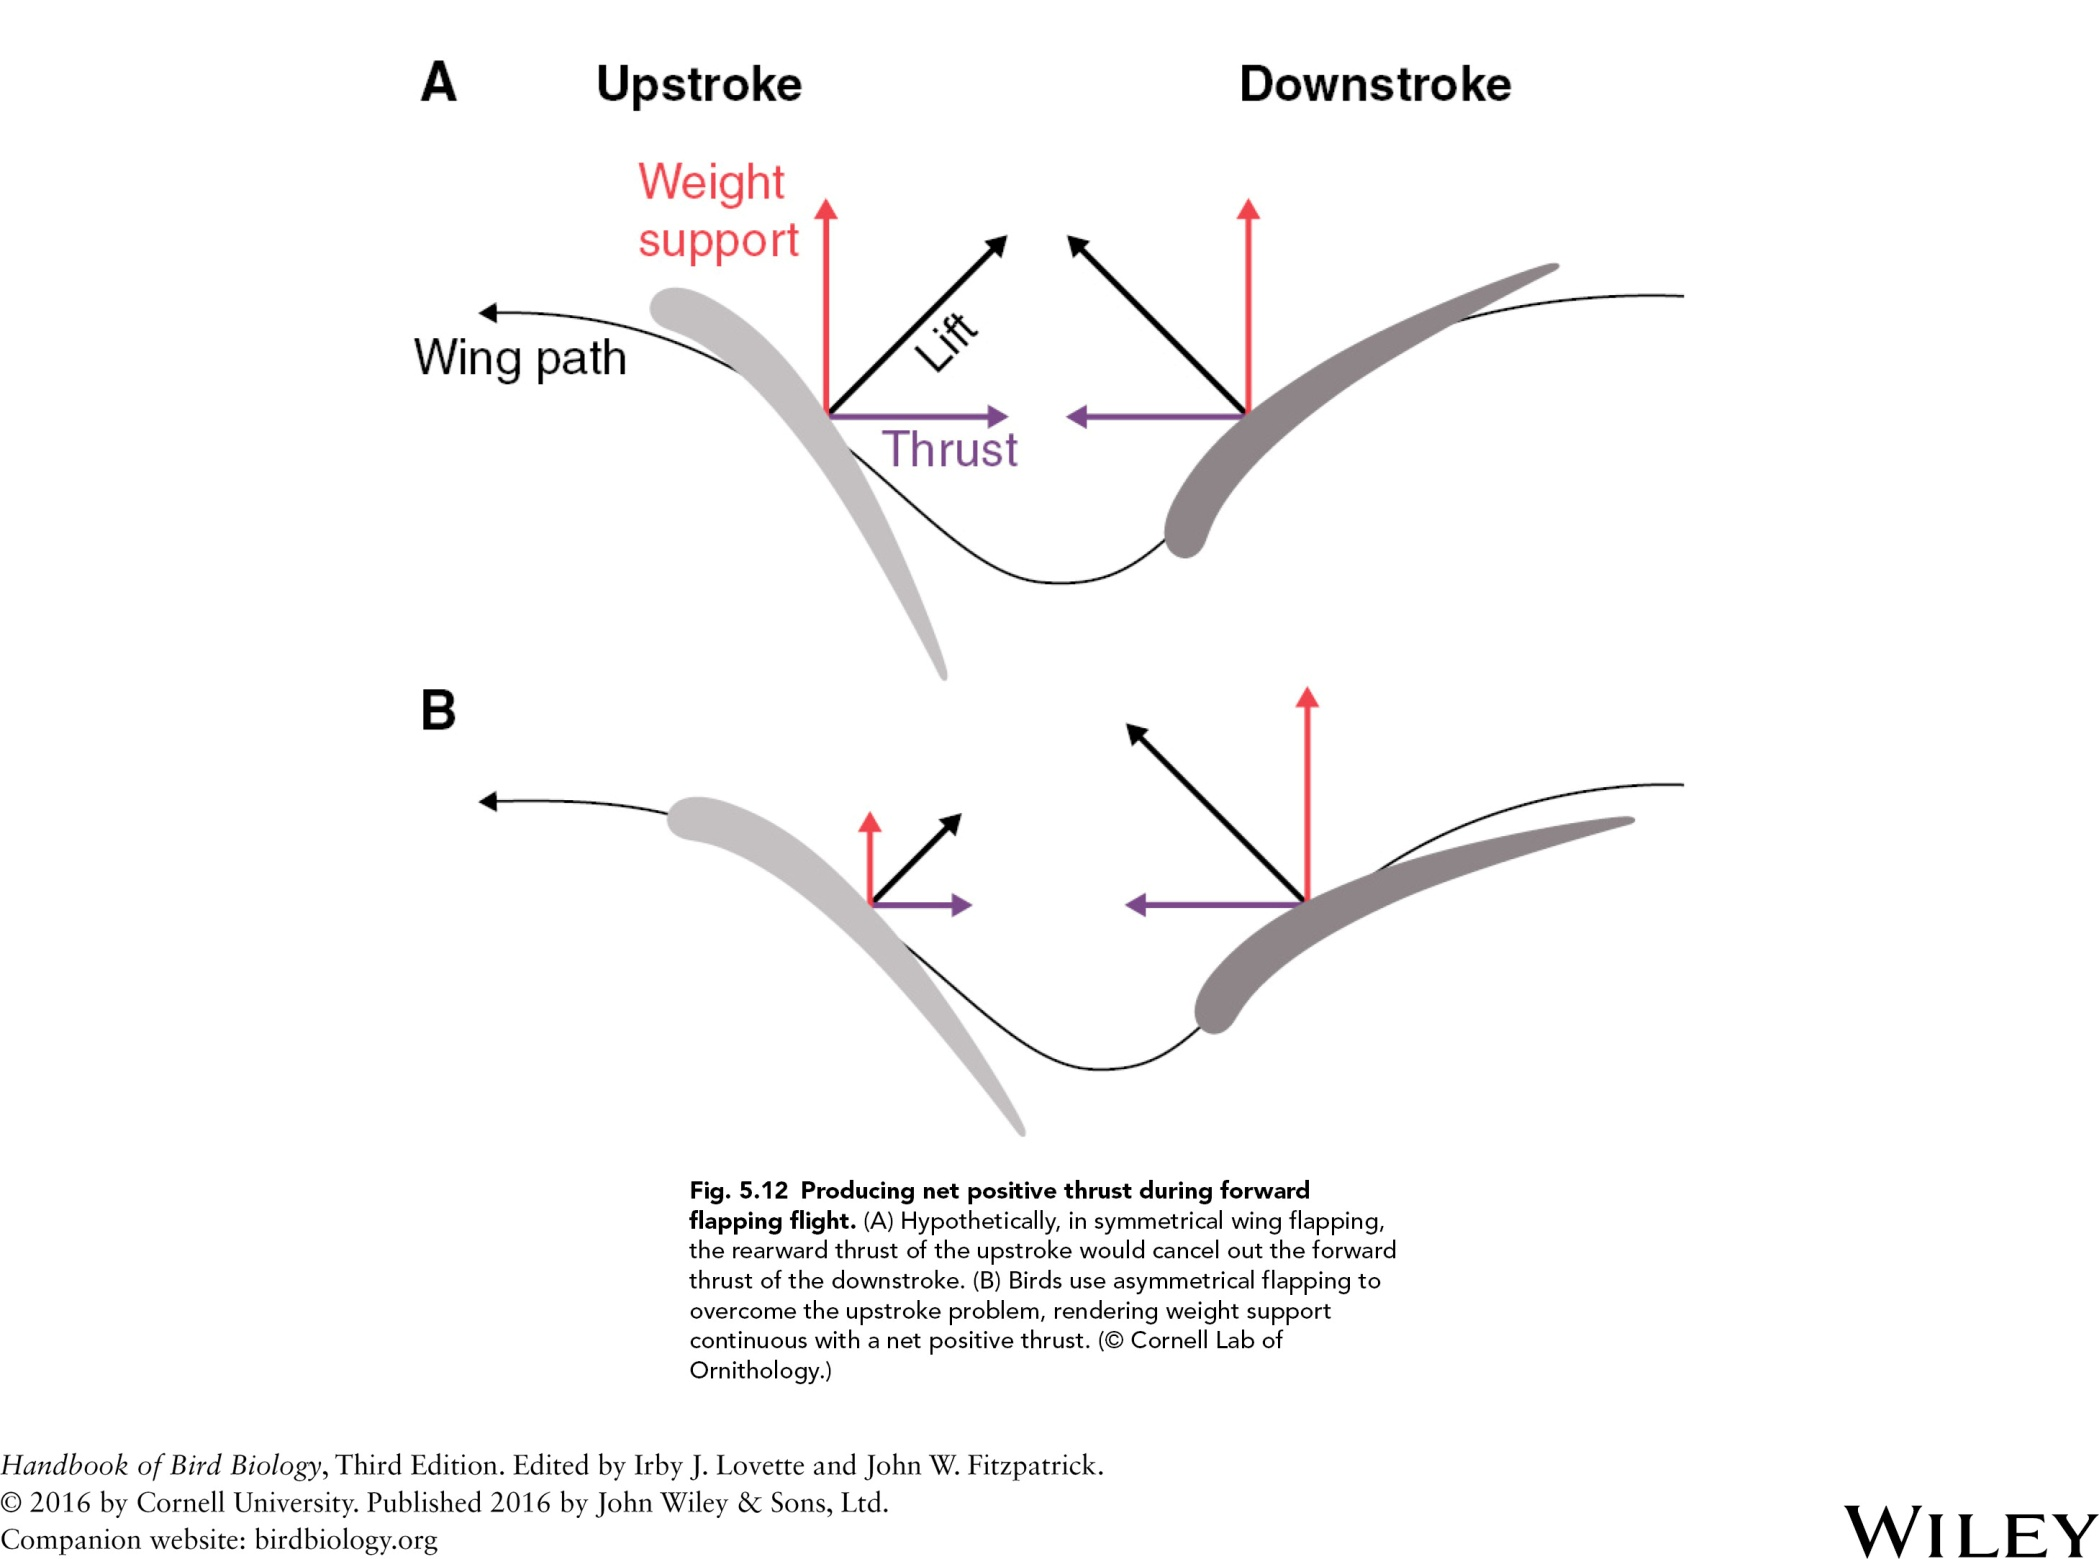 A
Upstroke
Downstroke
Weight
support
Lift
Wing path
Thrust
B
Fig. 5.12 Producing net positive thrust during forward
flapping flight. (A) Hypothetically, in symmetrical wing flapping,
the rearward thrust of the upstroke would cancel out the forward
thrust of the downstroke. (B) Birds use asymmetrical flapping to
overcome the upstroke problem, rendering weight support
continuous with a net positive thrust. (© Cornell Lab of
Ornithology.)
Handbook of Bird Biology, Third Edition. Edited by Irby J. Lovette and John W. Fitzpatrick.
© 2016 by Cornell University. Published 2016 by John Wiley & Sons, Ltd.
Companion website: birdbiology.org
WILEY